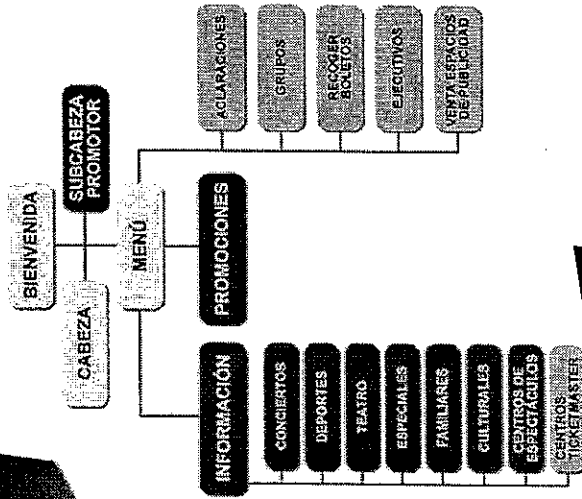 BIENVENIDA
CABEZA
SUBCABEZA
PROMOTOR
MENÚ
INFORMACIÓN
PROMOCIONES
CONCIERTOS
DEPORTES
TEATRO
ESPECIALES
FAMILIARES
CULTURALES
CENTROS DE
ESPECTÁCULOS
CENTROS
TICKETMASTER
ACLARACIONES
GRUPOS
RECOGER
BOLETOS
EJECUTIVOS
VENTA ESPACIOS
DE PUBLICIDAD